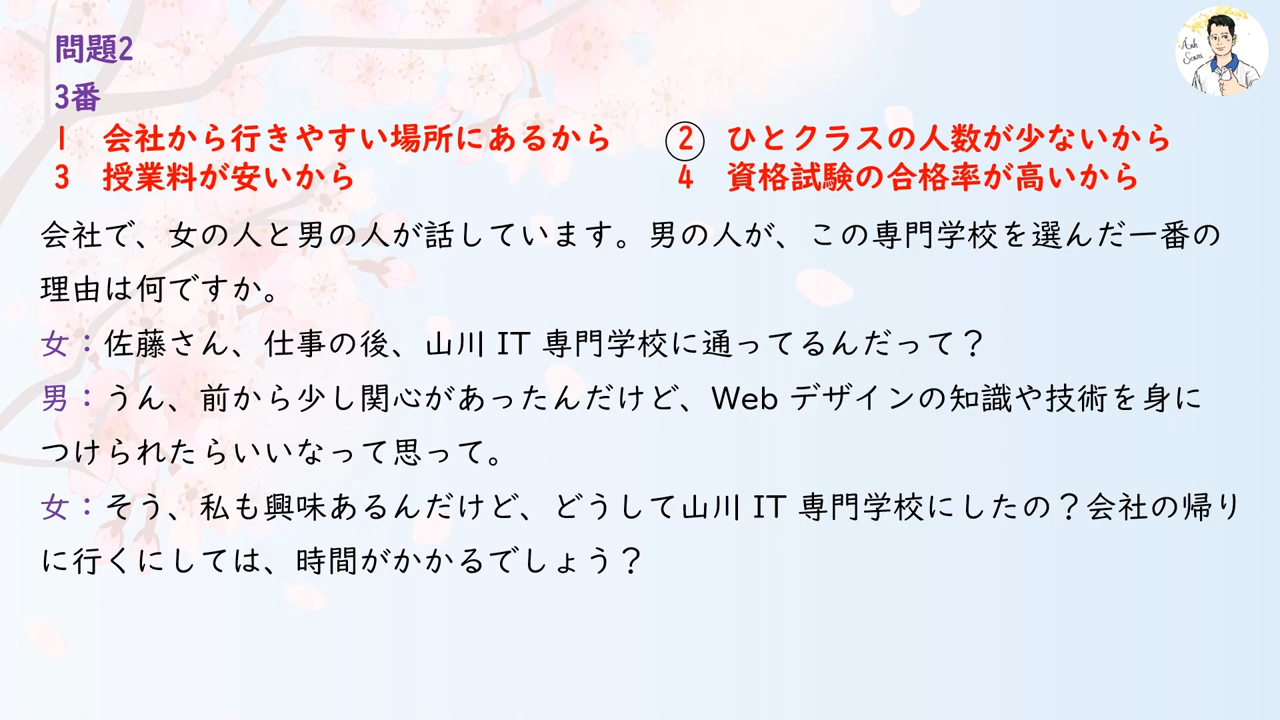 問題2
3番
1 会社から行きやすい場所にあるから ② ひとクラスの人数が少ないから
3 授業料が安いから 4 資格試験の合格率が高いから
会社で、女の人と男の人が話しています。男の人が、この専門学校を選んだ一番の
理由は何ですか。
女：佐藤さん、仕事の後、山川 IT 専門学校に通ってるんだって？
男：うん、前から少し関心があったんだけど、Web デザインの知識や技術を身に
つけられたらいいなって思って。
女：そう、私も興味あるんだけど、どうして山川 IT 専門学校にしたの？会社の帰り
に行くにしては、時間がかかるでしょう？